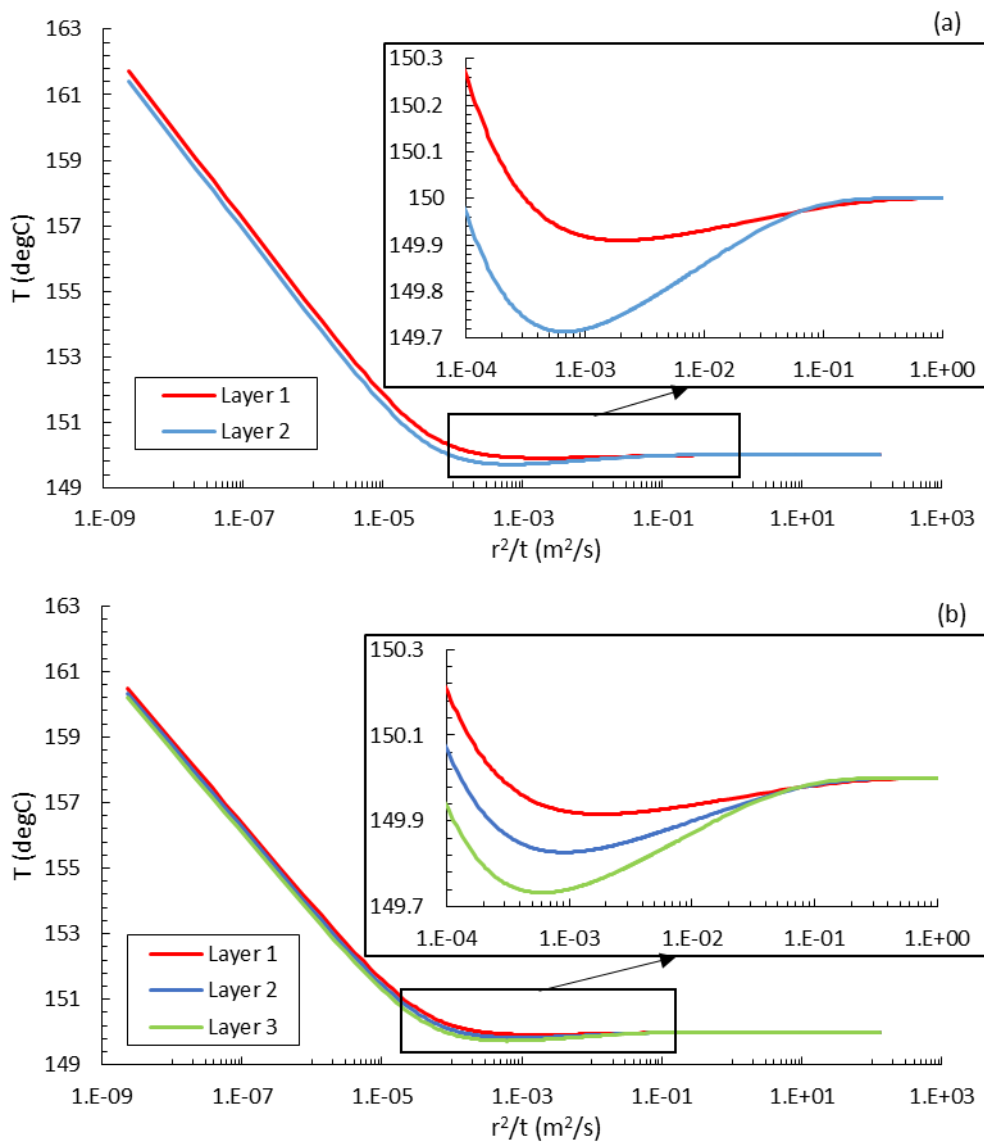 (a)
163
161
159
157
155
153
151
149
T (degC)
150.3
150.2
150.1
150
149.9
149.8
149.7
1.E-04 1.E-03 1.E-02 1.E-01 1.E+00
Layer 1
Layer 2
1.E-09 1.E-07 1.E-05 1.E-03 1.E-01 1.E+01 1.E+03
r²/t (m²/s)
(b)
163
161
159
157
155
153
151
149
T (degC)
150.3
150.1
149.9
149.7
1.E-04 1.E-03 1.E-02 1.E-01 1.E+00
Layer 1
Layer 2
Layer 3
1.E-09 1.E-07 1.E-05 1.E-03 1.E-01 1.E+01 1.E+03
r²/t (m²/s)